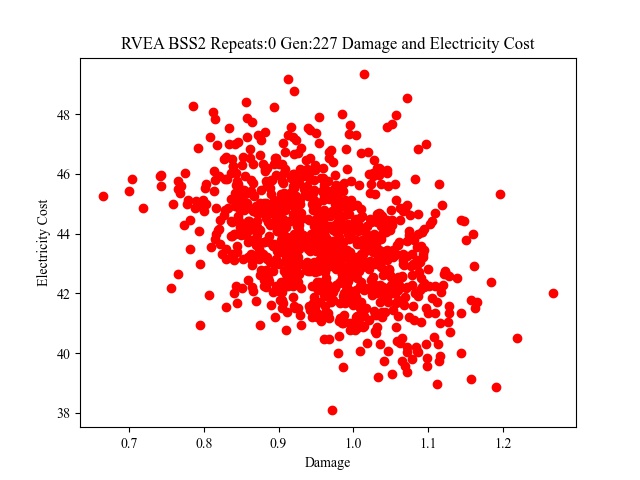 RVEA BSS2 Repeats:0 Gen:227 Damage and Electricity Cost
Electricity Cost
48
46
44
42
40
38
0.7 0.8 0.9 1.0 1.1 1.2
Damage